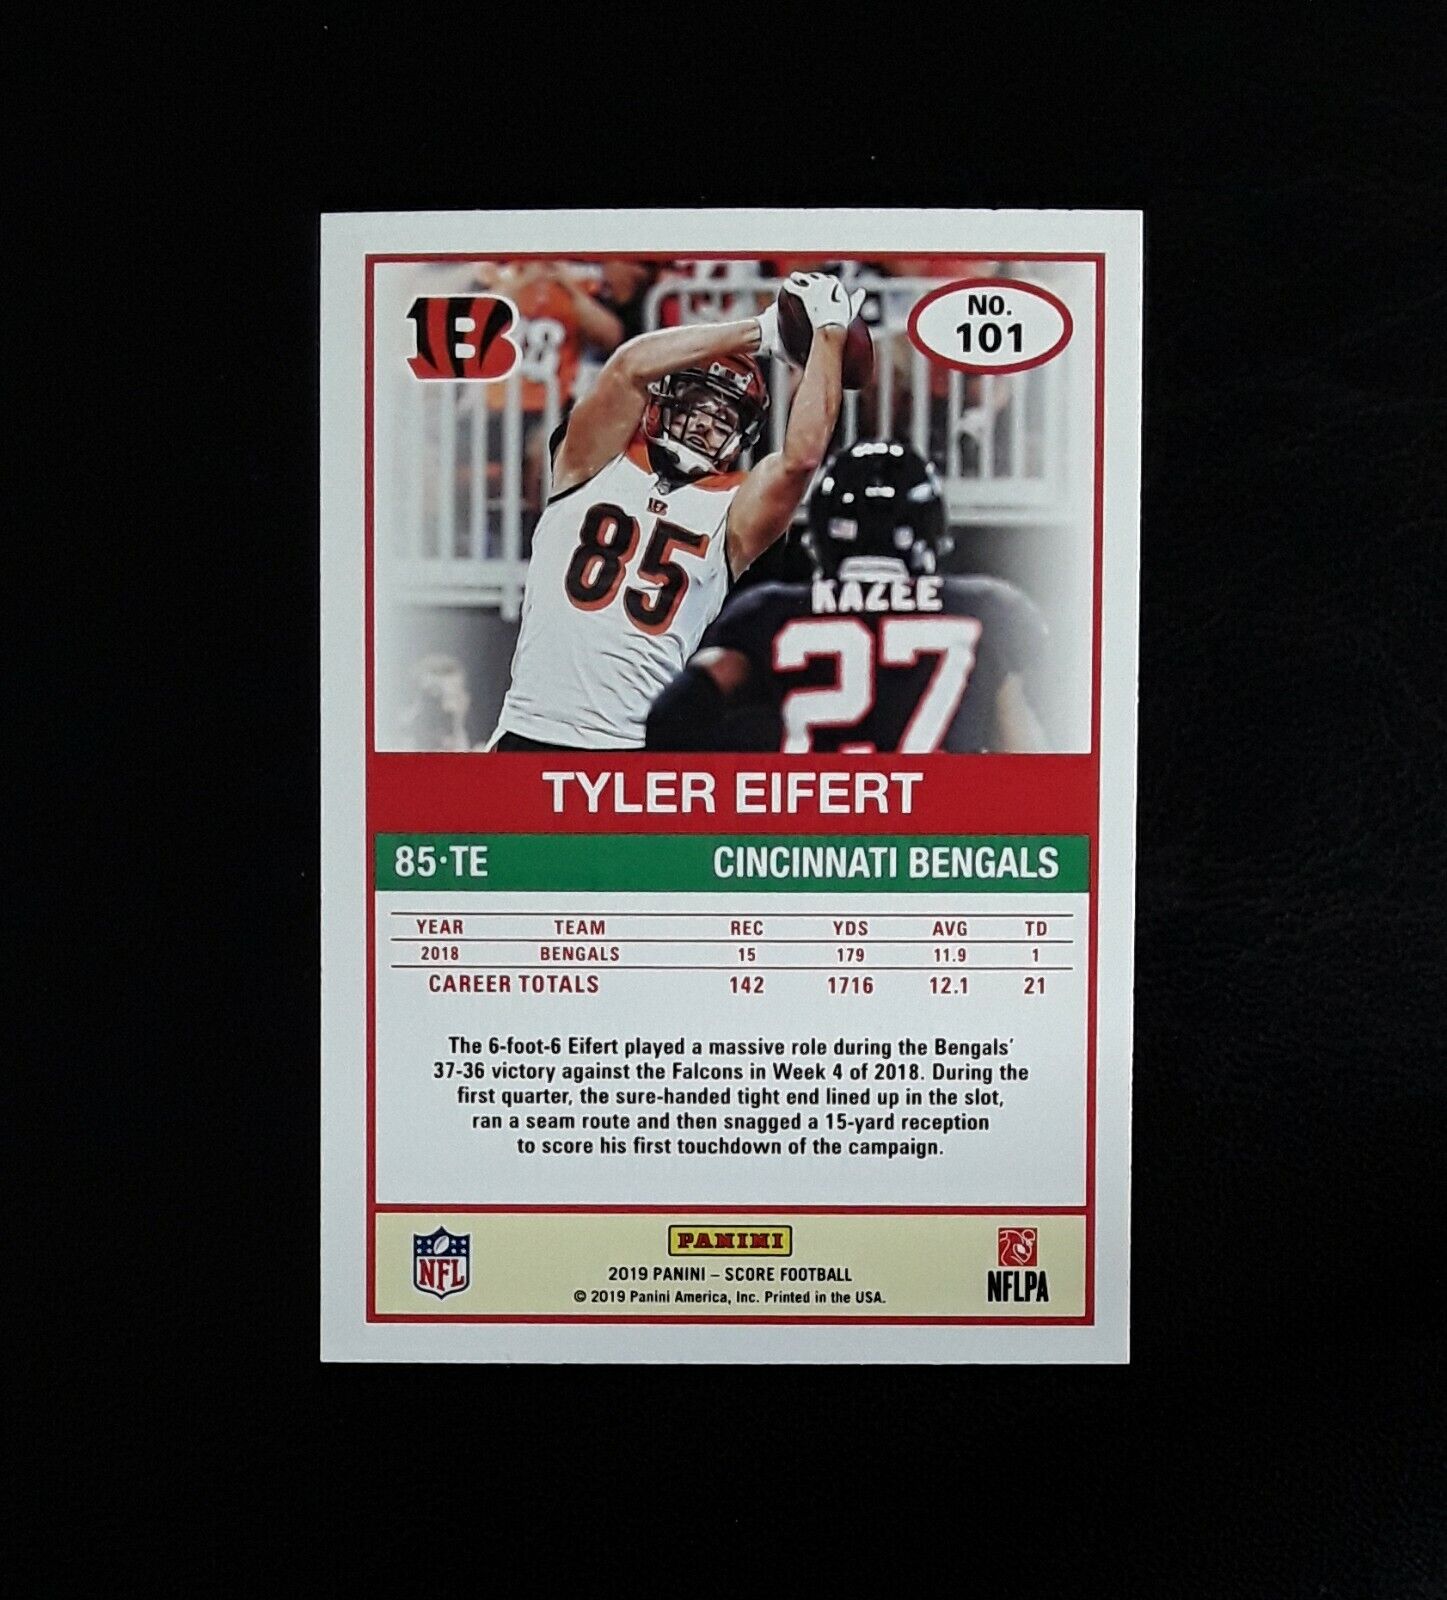 B
NO.
101
85
KAZEE
27
TYLER EIFERT
85·TE CINCINNATI BENGALS
YEAR TEAM REC YDS AVG TD
2018 BENGALS 15 179 11.9 1
CAREER TOTALS 142 1716 12.1 21
The 6-foot-6 Eifert played a massive role during the Bengals'
37-36 victory against the Falcons in Week 4 of 2018. During the
first quarter, the sure-handed tight end lined up in the slot,
ran a seam route and then snagged a 15-yard reception
to score his first touchdown of the campaign.
NFL
PANINI
2019 PANINI – SCORE FOOTBALL
© 2019 Panini America, Inc. Printed in the USA.
NFLPA